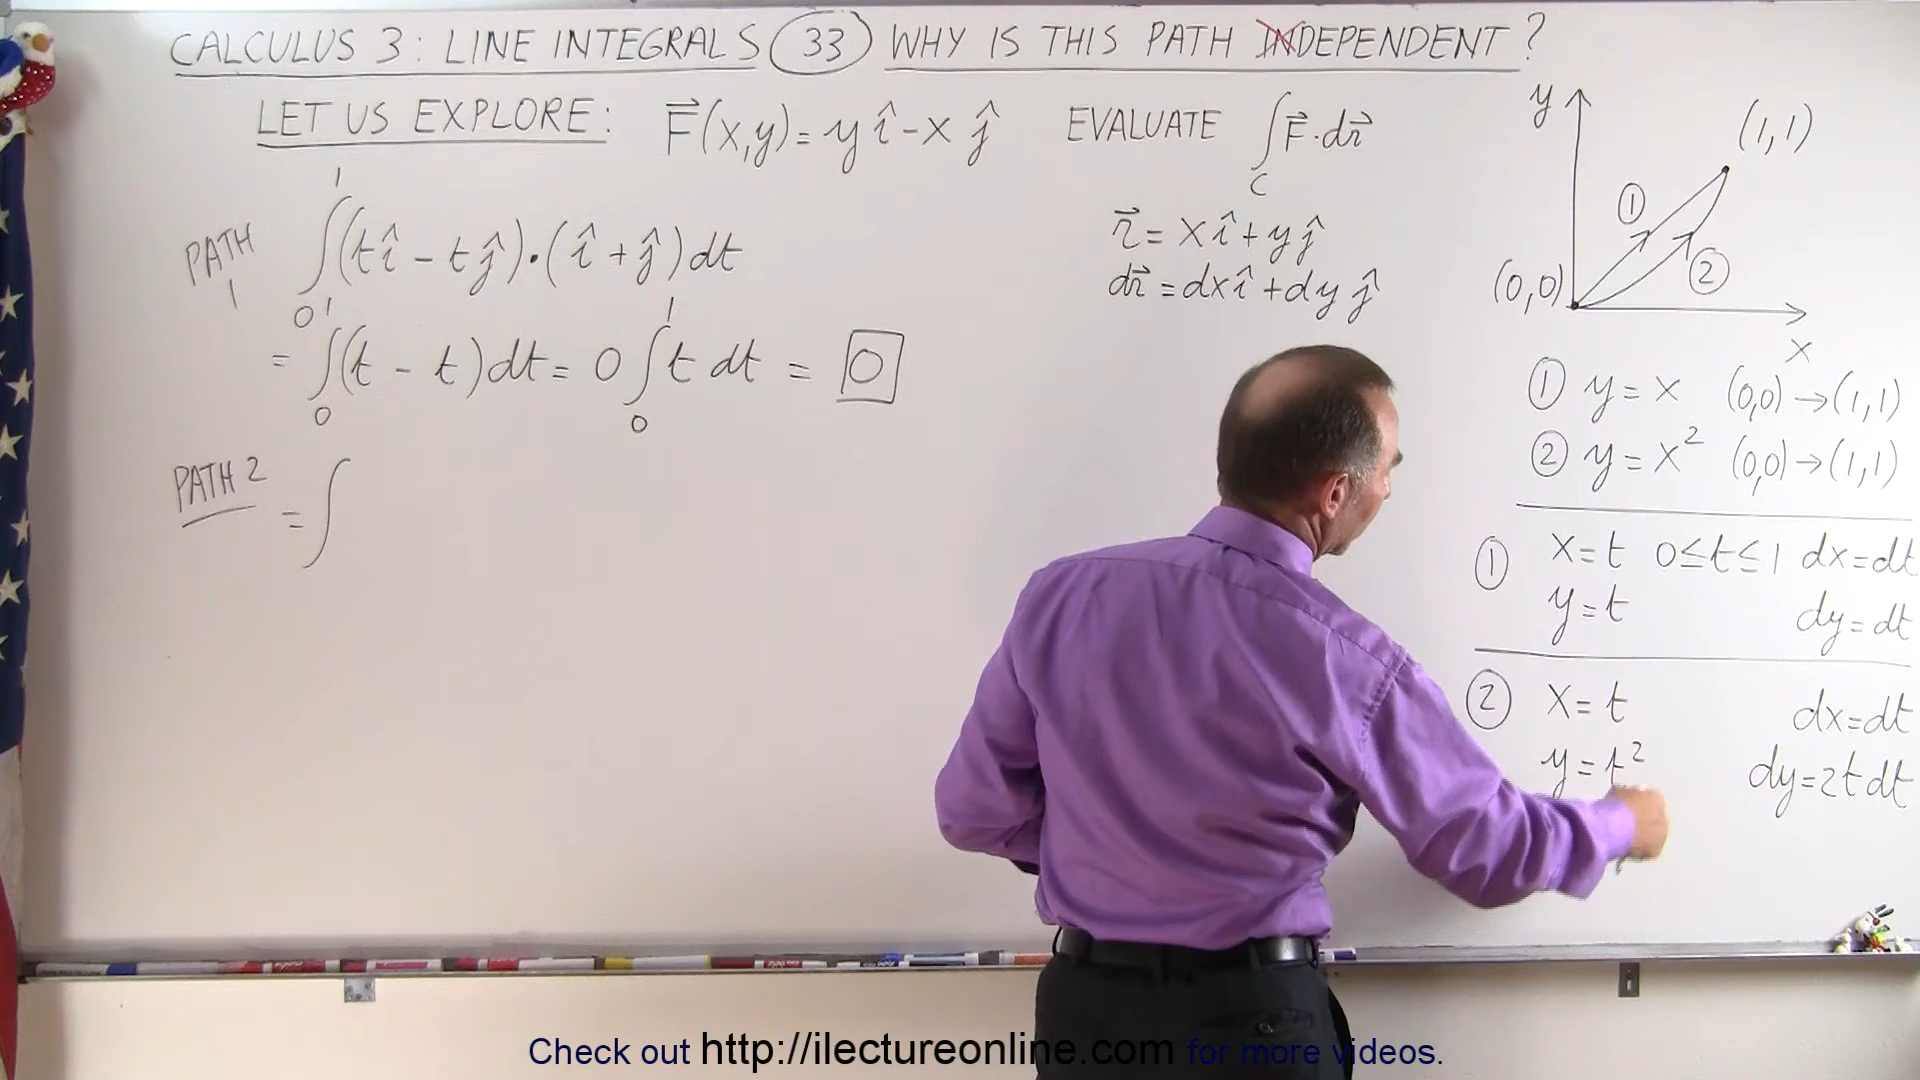 CALCULUS 3: LINE INTEGRALS 33 WHY IS THIS PATH INDEPENDENT?
LET US EXPLORE: F⃗(x,y) = y î - x ĵ EVALUATE ∫_C F⃗ · dr⃗
PATH 1 ∫_0^1 (t î - t ĵ) · (î + ĵ) dt
= ∫_0^1 (t - t) dt = 0 ∫_0^1 t dt = 0
PATH 2 = ∫
r⃗ = x î + y ĵ
dr⃗ = dx î + dy ĵ
y
(1,1)
1
2
(0,0)
x
① y = x (0,0) → (1,1)
② y = x² (0,0) → (1,1)
① x = t 0 ≤ t ≤ 1 dx = dt
y = t dy = dt
② x = t dx = dt
y = t² dy = 2t dt
Check out http://ilectureonline.com for more videos.